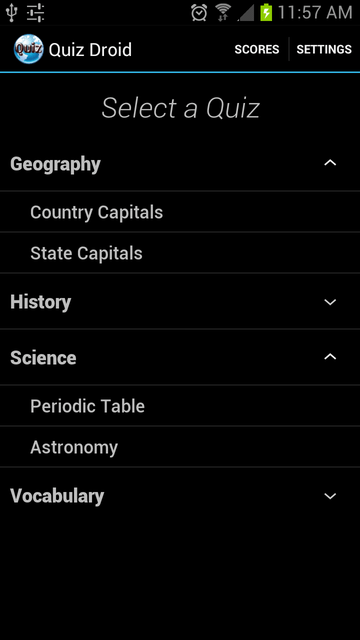 11:57 AM
Quiz Quiz Droid SCORES SETTINGS
Select a Quiz
Geography
Country Capitals
State Capitals
History
Science
Periodic Table
Astronomy
Vocabulary